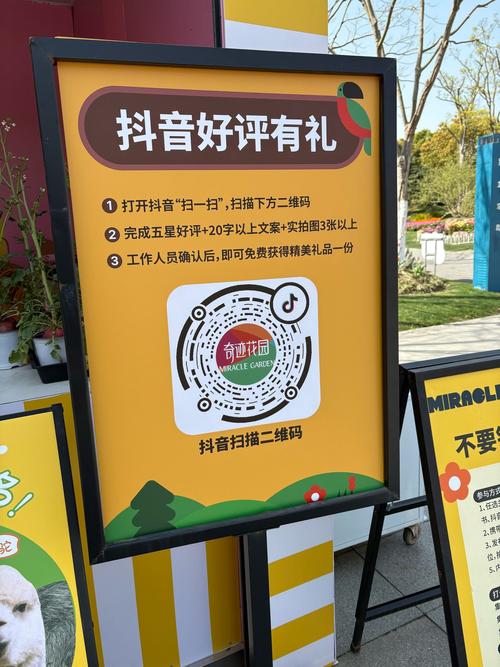 抖音好评有礼
1 打开抖音“扫一扫”,扫描下方二维码
2 完成五星好评+20字以上文案+实拍图3张以上
3 工作人员确认后,即可免费获得精美礼品一份
奇迹花园
MIRACLE GARDEN
抖音扫描二维码
MIRACLE
不要
参与方式